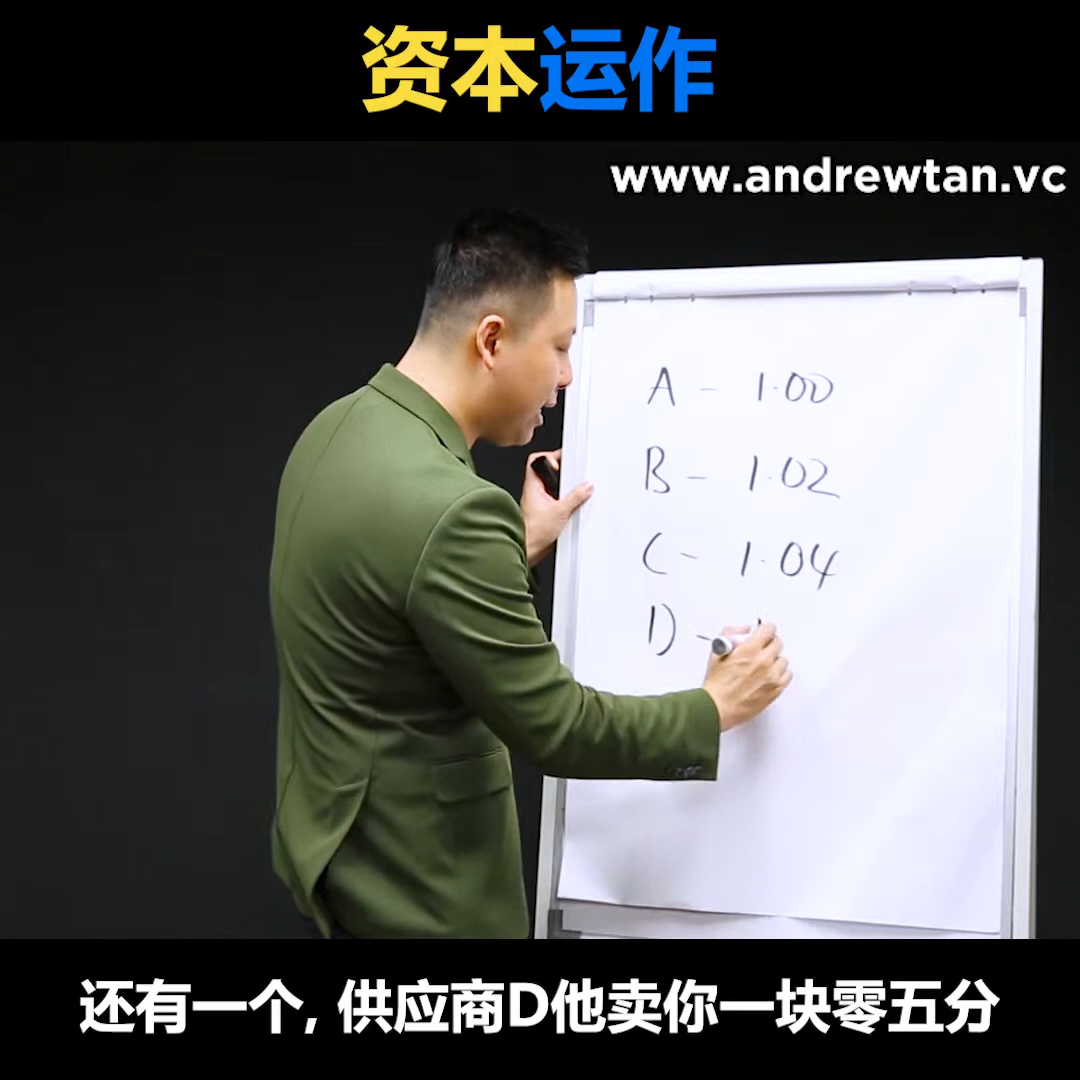 资本运作
www.andrewtan.vc
A - 1.00
B - 1.02
C - 1.04
D -
还有一个, 供应商D他卖你一块零五分